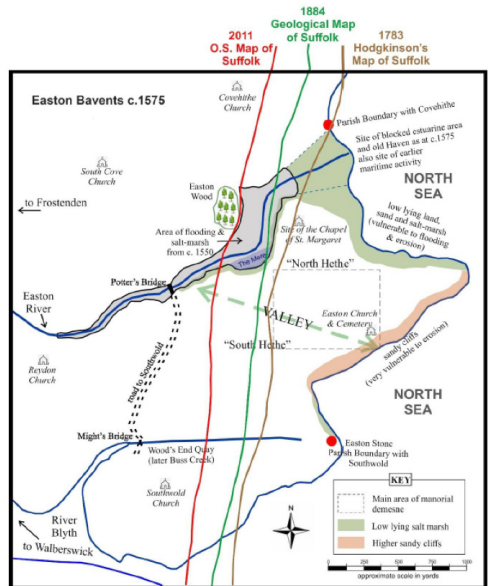 2011
O.S. Map of
Suffolk
1884
Geological Map
of Suffolk
1783
Hodgkinson's
Map of Suffolk
Easton Bavents c.1575
Covehithe
Church
Parish Boundary with Covehithe
Site of blocked estuarine area
and old Haven as at c.1575
also site of earlier
maritime activity
South Cove
Church
NORTH
SEA
to Frostenden
Easton
Wood
low lying land,
sand and salt-marsh
(vulnerable to flooding
& erosion)
Area of flooding &
salt-marsh
from c. 1550
Site of the Chapel
of St. Margaret
The Mere
"North Hethe"
Potter's Bridge
Easton
River
VALLEY
Easton Church
& Cemetery
"South Hethe"
sandy cliffs
(very vulnerable to erosion)
Reydon
Church
road to Southwold
NORTH
SEA
Might's Bridge
Wood's End Quay
(later Buss Creek)
Easton Stone
Parish Boundary with
Southwold
Southwold
Church
KEY
Main area of manorial
demesne
Low lying salt marsh
Higher sandy cliffs
River
Blyth
to Walberswick
N
0 250 500 750 1000
approximate scale in yards